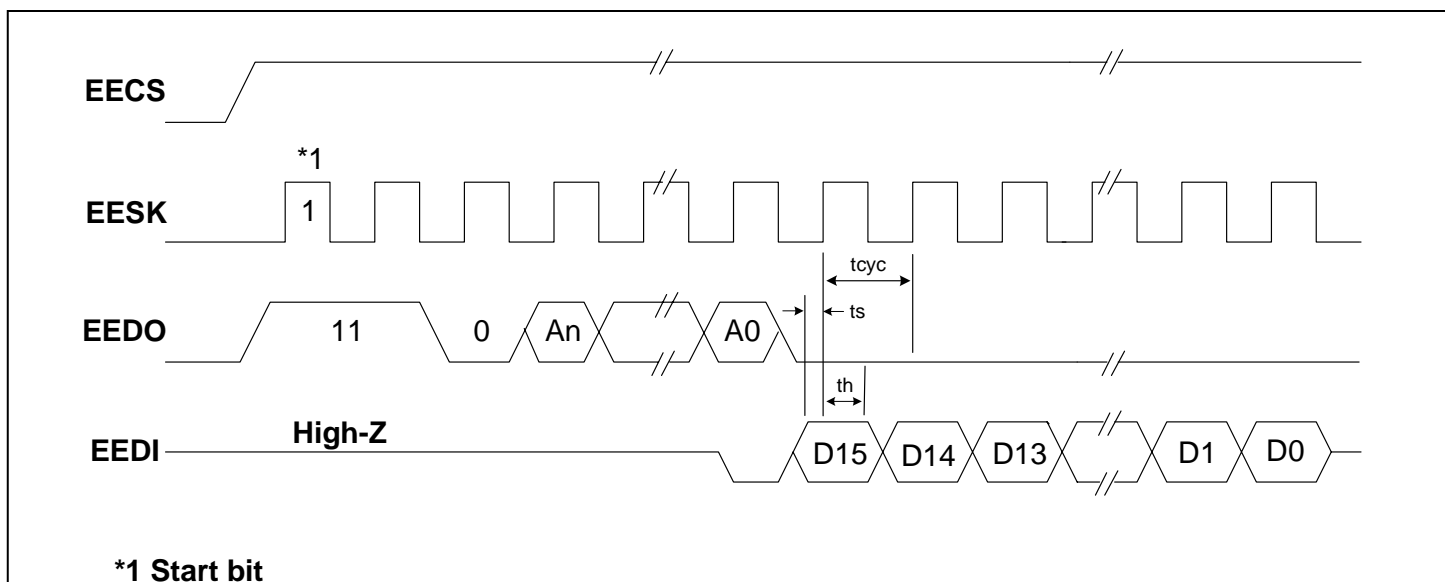 EECS
*1
EESK 1
tcyc
ts
EEDO 11 0 An A0
th
High-Z
EEDI D15 D14 D13 D1 D0
*1 Start bit